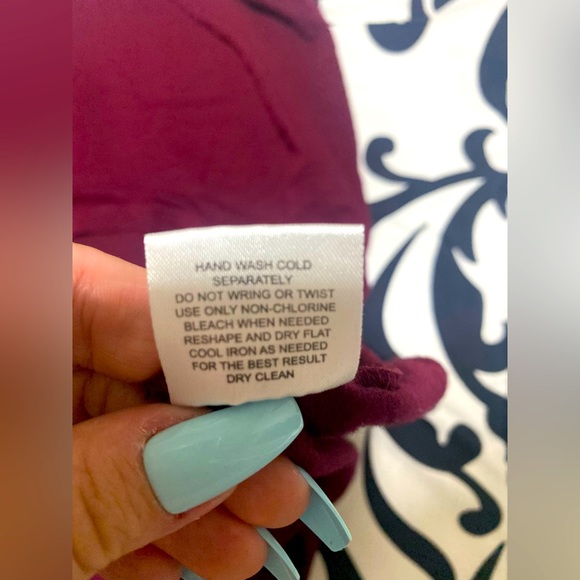 HAND WASH COLD
SEPARATELY
DO NOT WRING OR TWIST
USE ONLY NON-CHLORINE
BLEACH WHEN NEEDED
RESHAPE AND DRY FLAT
COOL IRON AS NEEDED
FOR THE BEST RESULT
DRY CLEAN